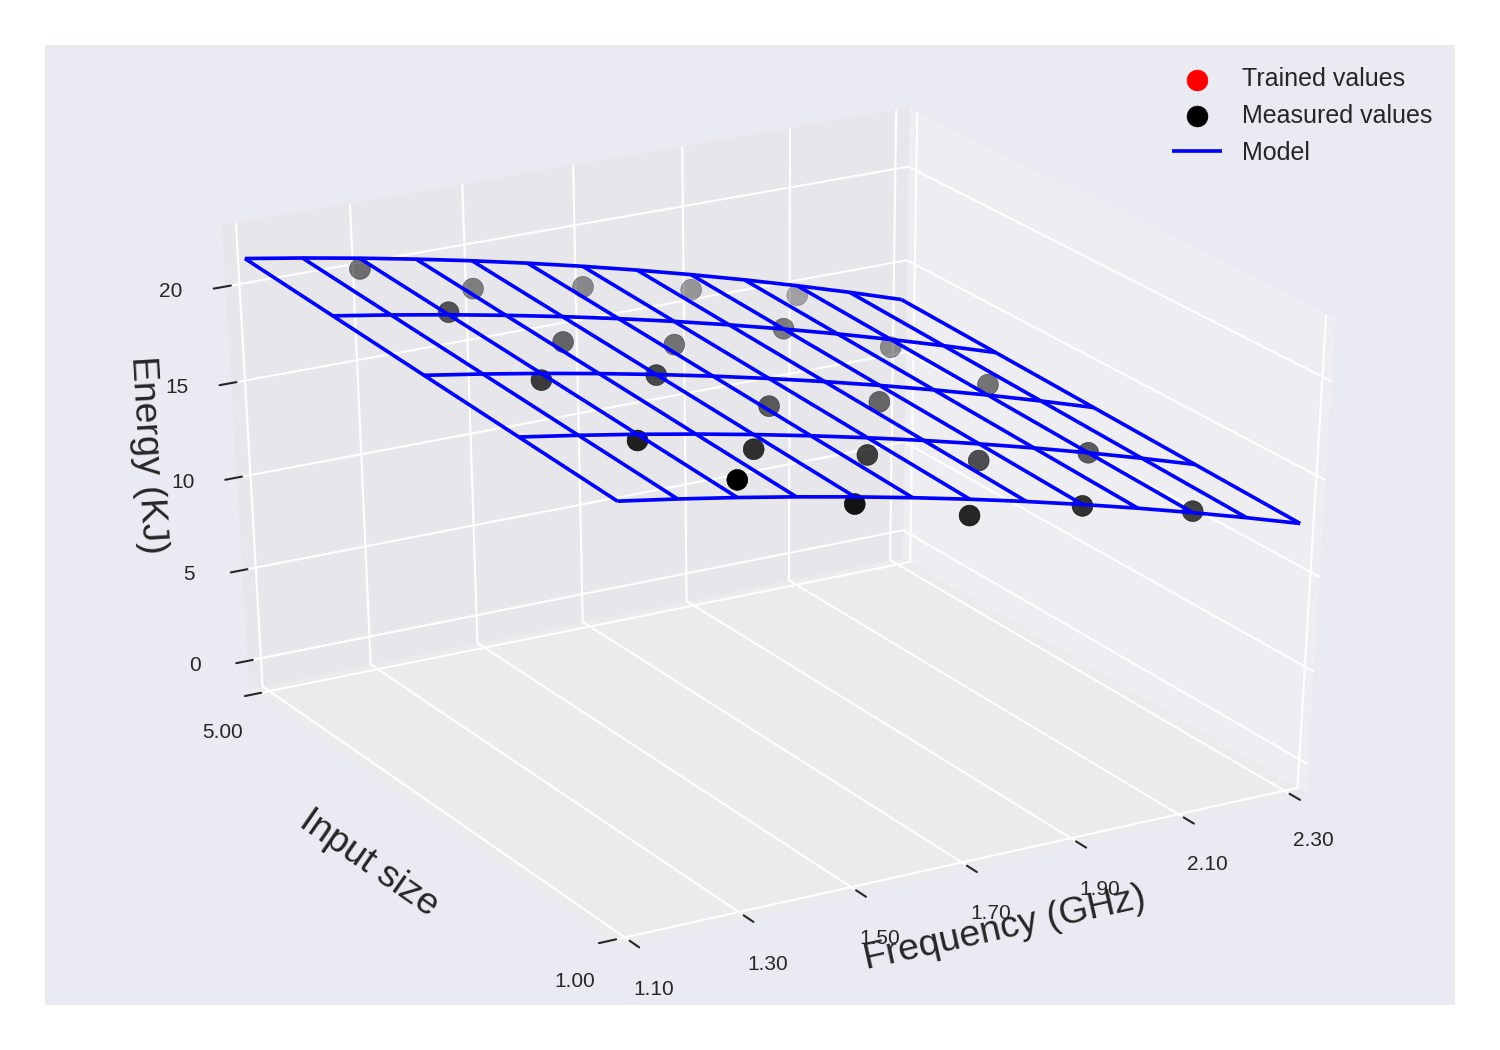 Trained values
Measured values
Model
20
15
10
5
0
Energy (KJ)
5.00
1.00
Input size
1.10
1.30
1.50
1.70
1.90
2.10
2.30
Frequency (GHz)